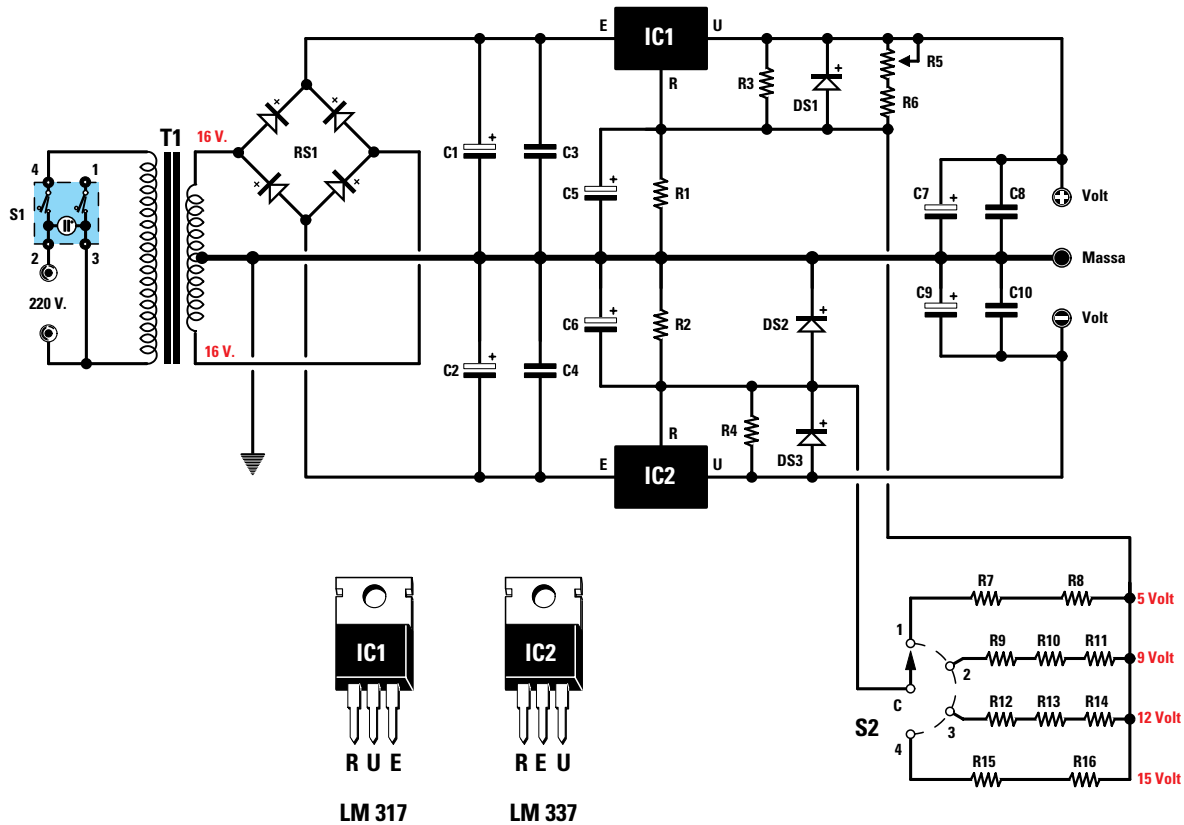 E
IC1
U
R
R3
DS1
+
R5
R6
T1
16 V.
RS1
C1
+
C3
C5
+
R1
4
1
S1
2
3
220 V.
16 V.
C7
+
C8
Volt
Massa
Volt
C9
+
C10
C6
+
R2
DS2
+
C2
+
C4
R
R4
DS3
+
E
IC2
U
R7
R8
5 Volt
1
R9
R10
R11
9 Volt
2
C
R12
R13
R14
12 Volt
3
S2
4
R15
R16
15 Volt
IC1
R U E
LM 317
IC2
R E U
LM 337